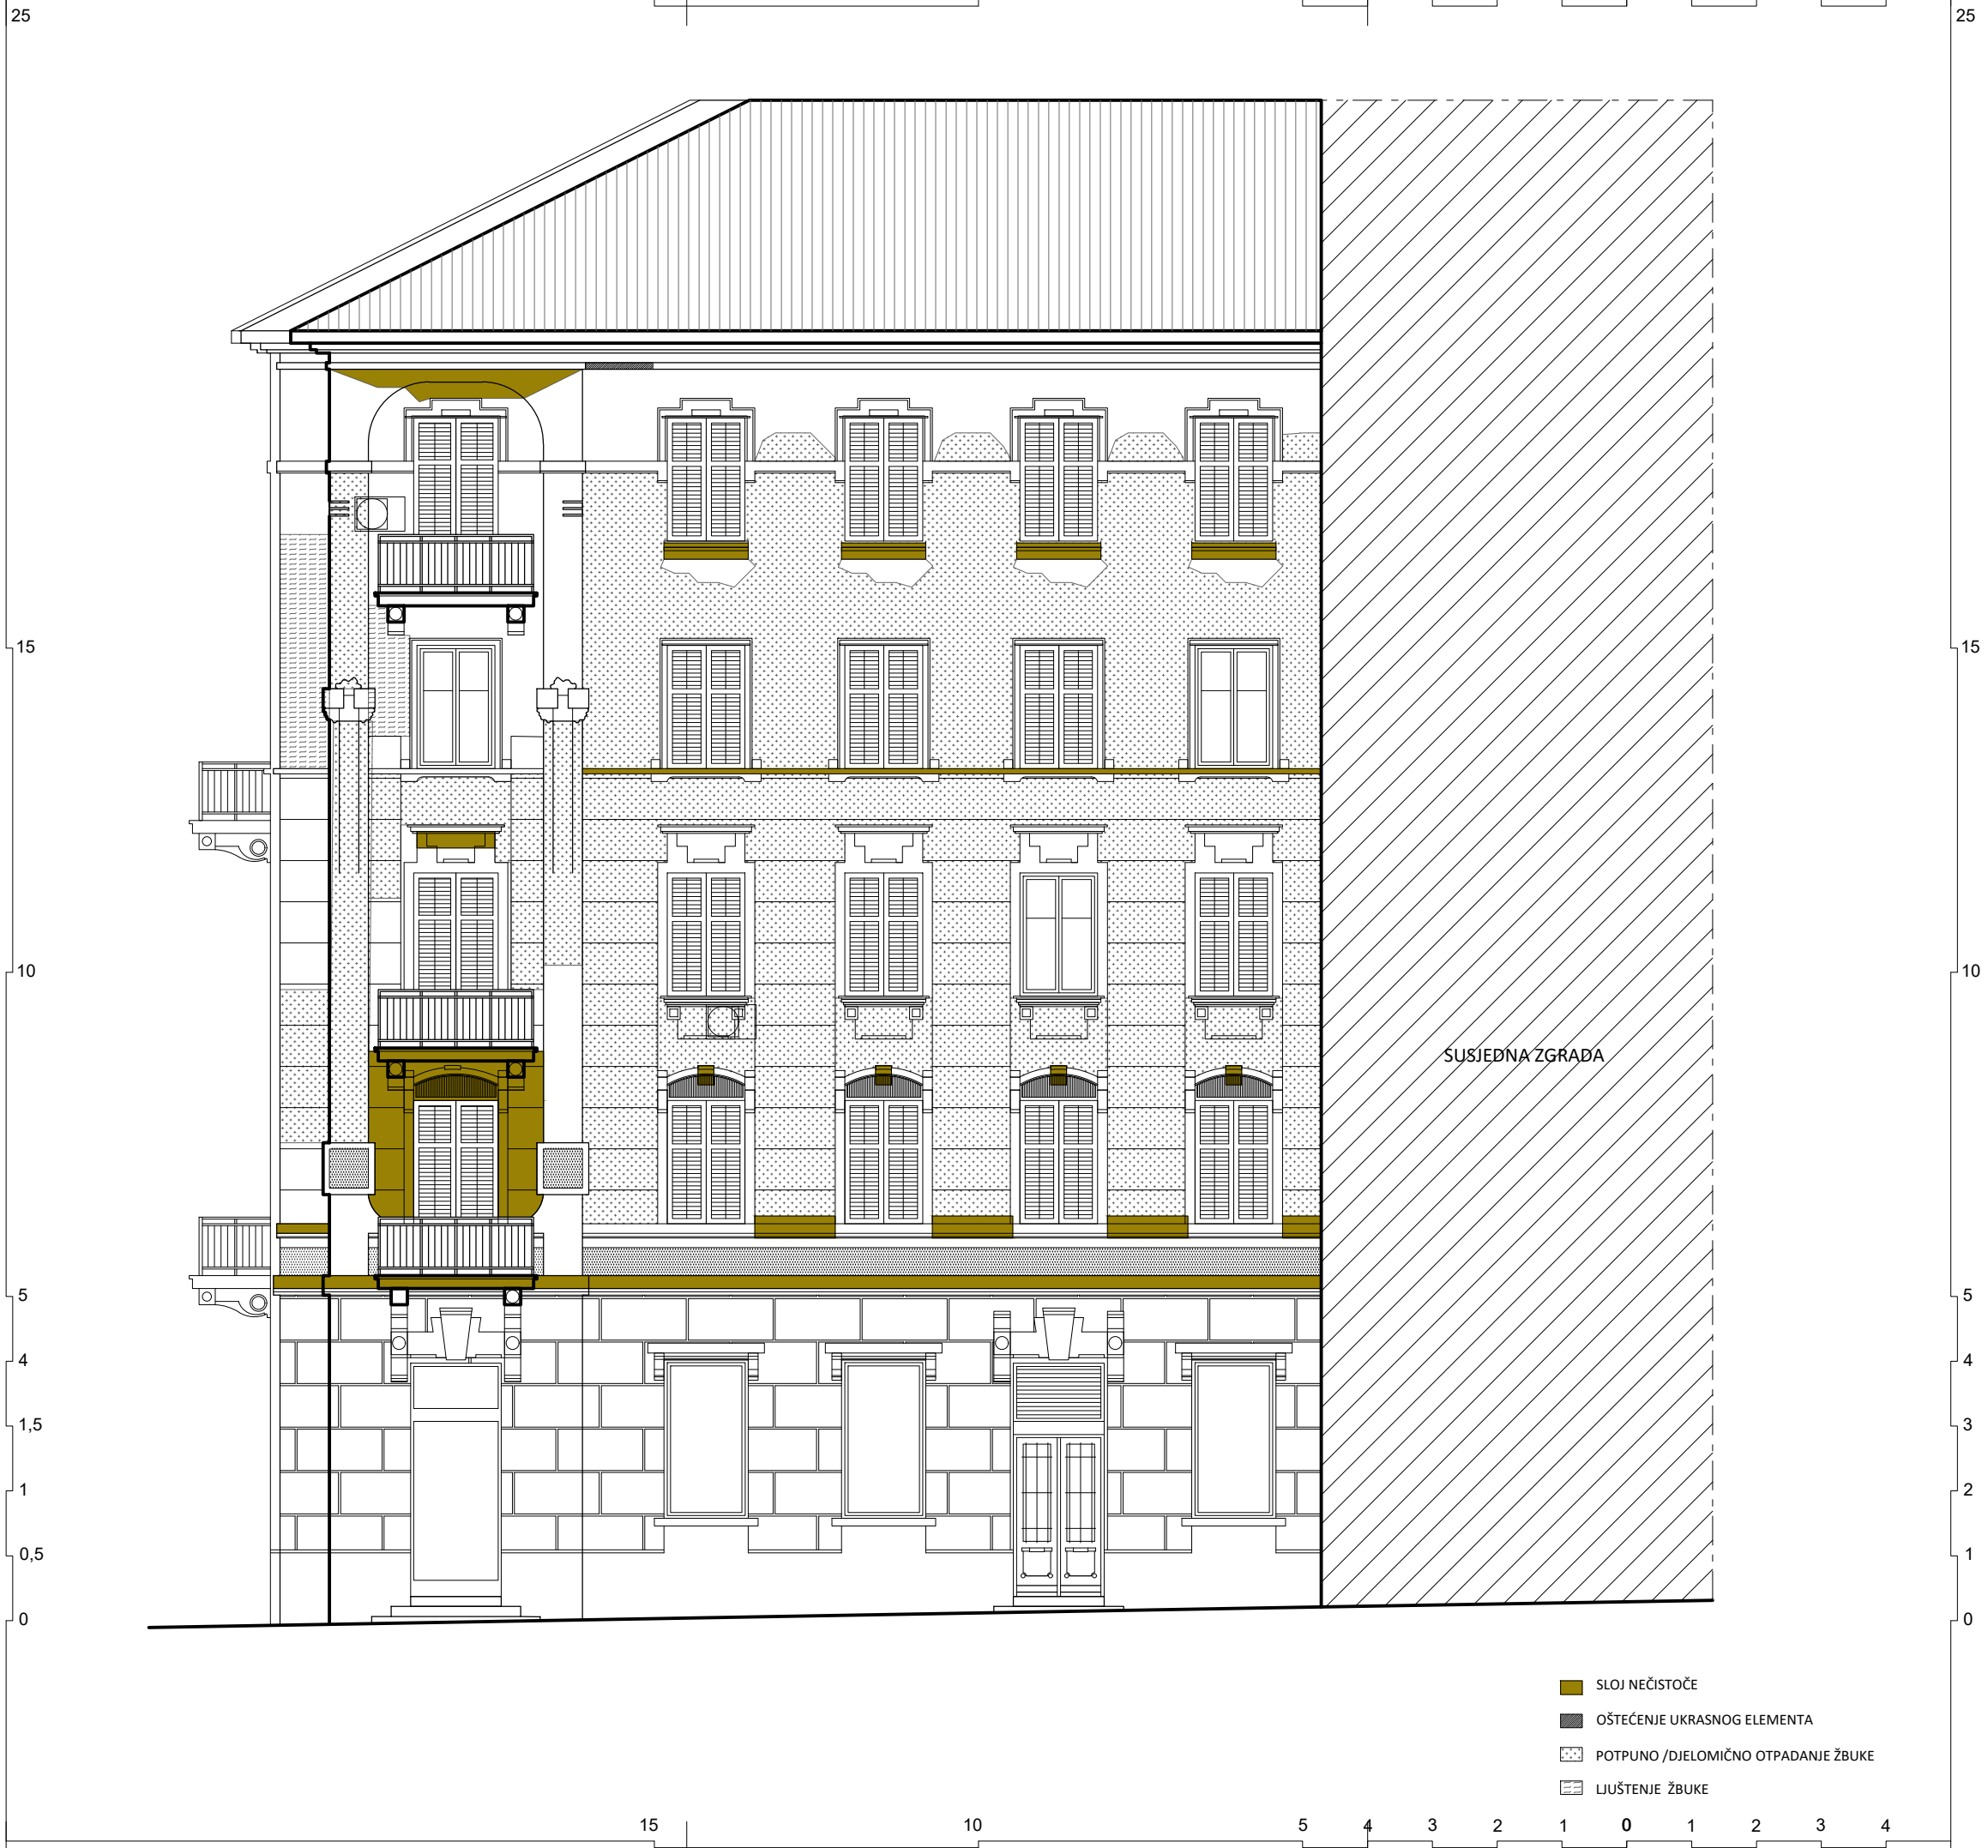 25 25
15 15
10 10
SUSJEDNA ZGRADA
5 5
4 4
1,5 3
1 2
0,5 1
0 0
SLOJ NEČISTOČE
OŠTEĆENJE UKRASNOG ELEMENTA
POTPUNO /DJELOMIČNO OTPADANJE ŽBUKE
LJUŠTENJE ŽBUKE
15 10 5 4 3 2 1 0 1 2 3 4